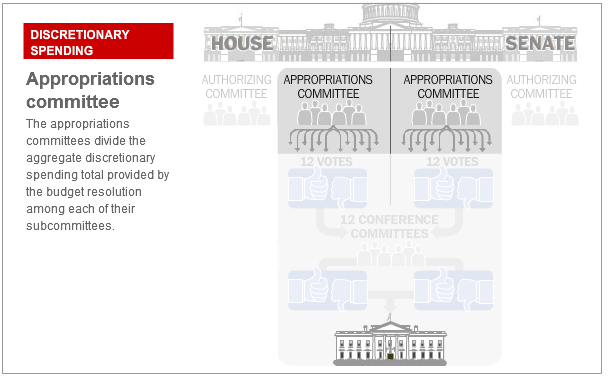 DISCRETIONARY
SPENDING
Appropriations
committee
The appropriations
committees divide the
aggregate discretionary
spending total provided by
the budget resolution
among each of their
subcommittees.
HOUSE
SENATE
AUTHORIZING
COMMITTEE
APPROPRIATIONS
COMMITTEE
APPROPRIATIONS
COMMITTEE
AUTHORIZING
COMMITTEE
12 VOTES
12 VOTES
12 CONFERENCE
COMMITTEES